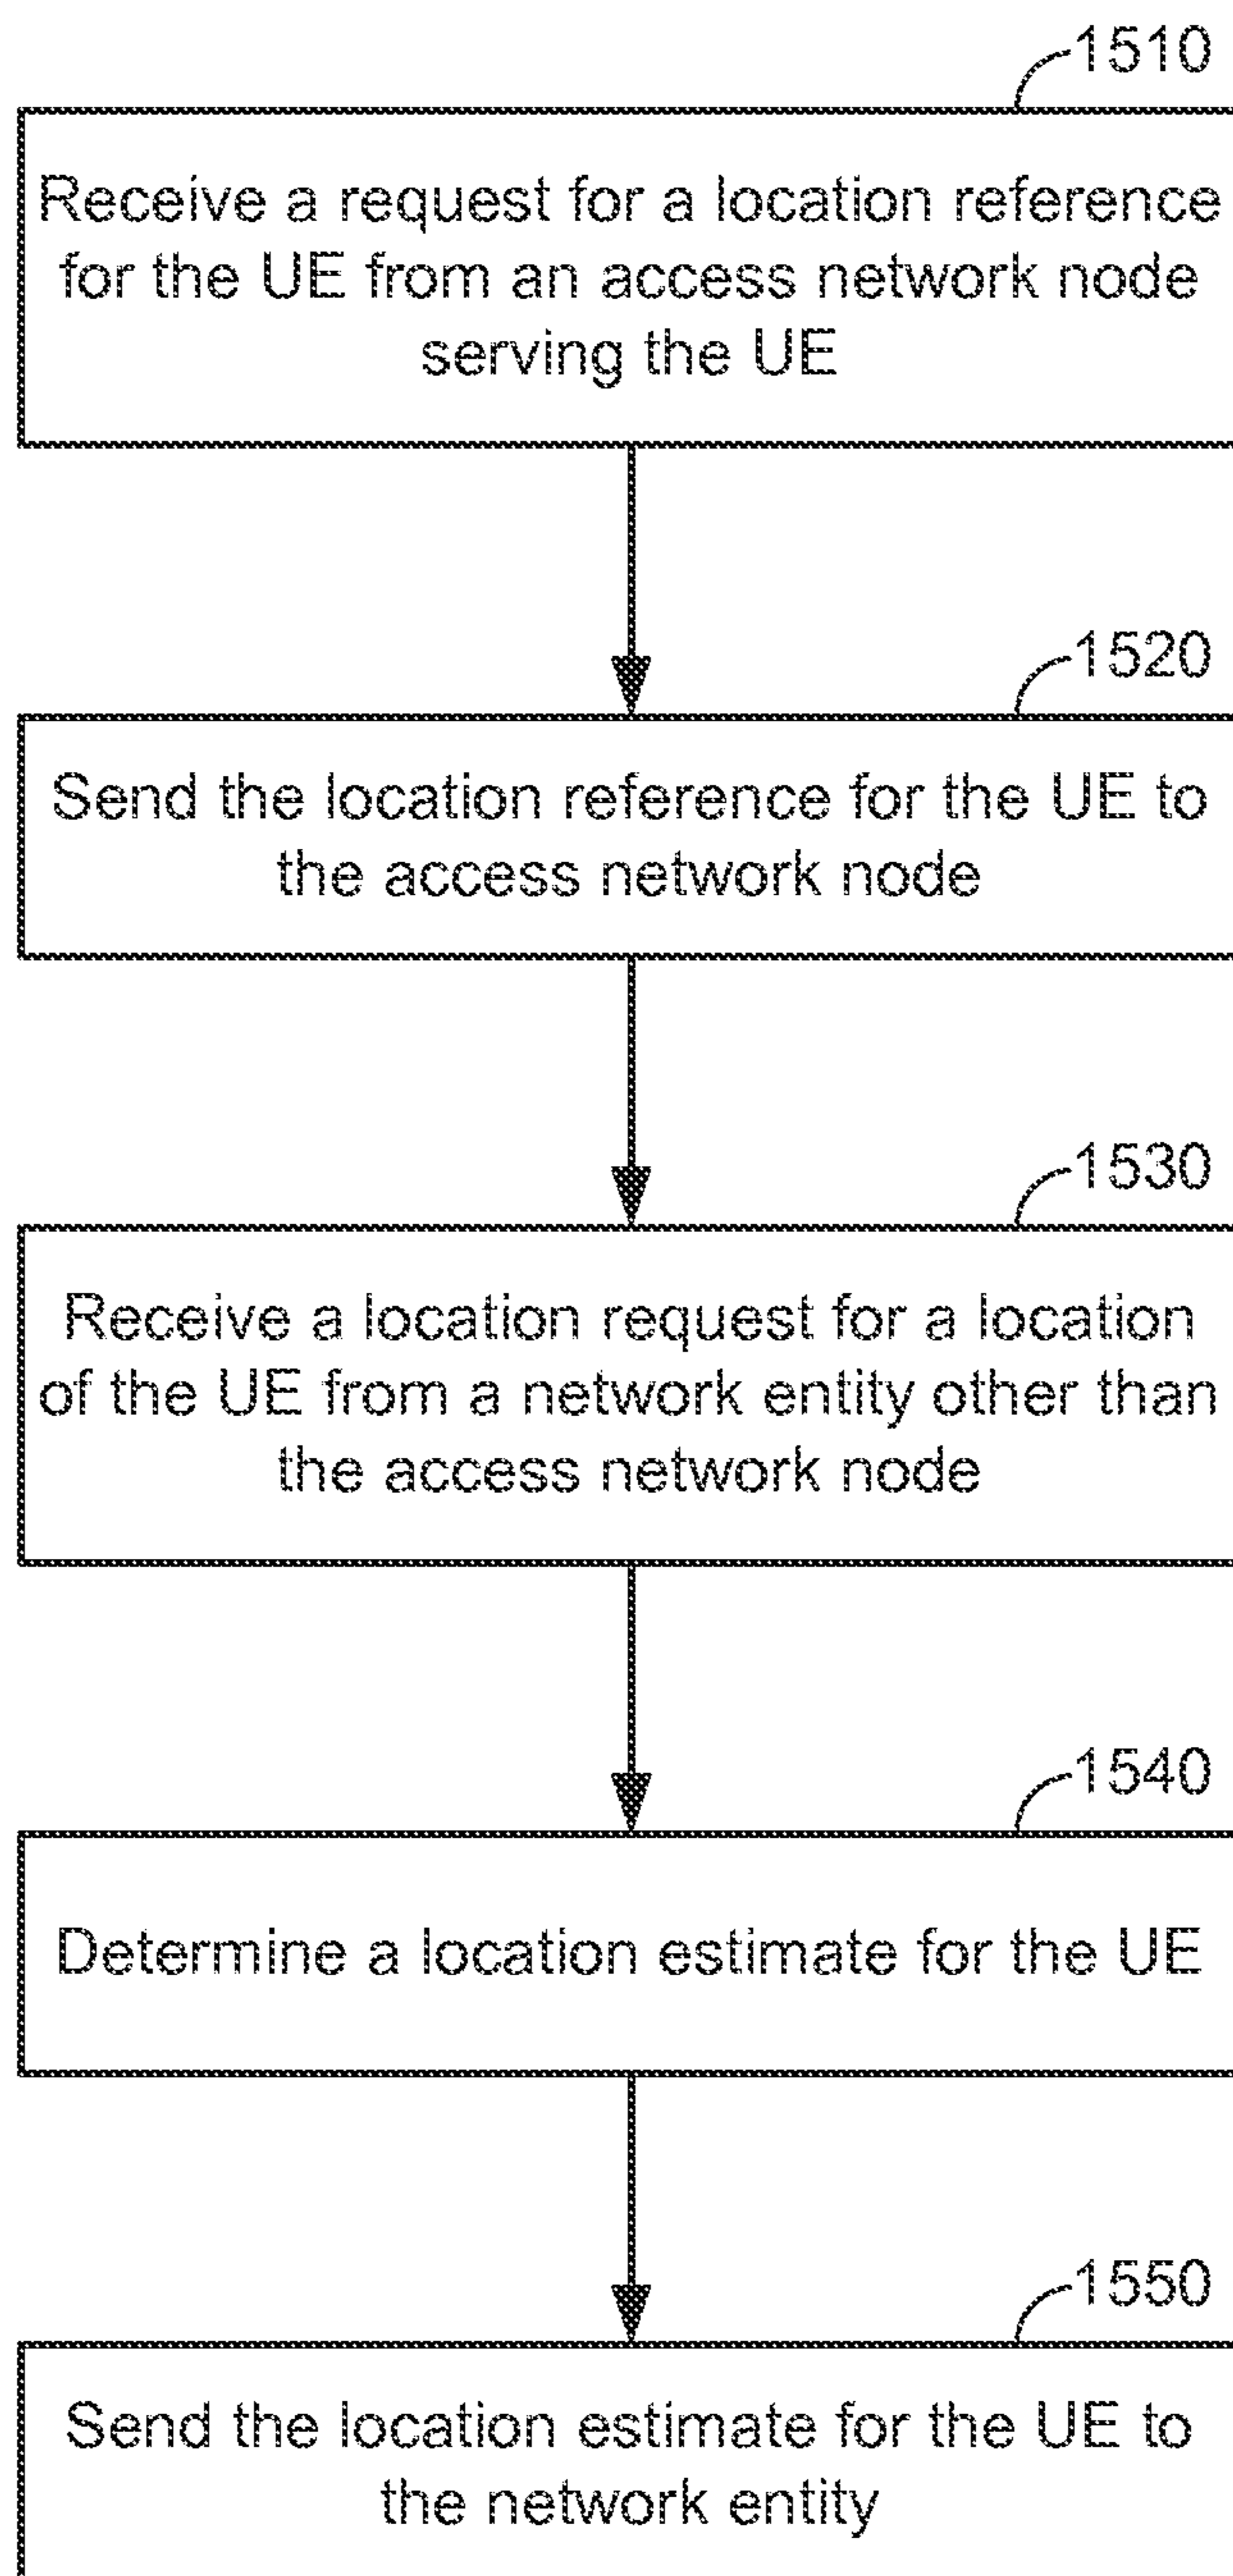 1510
Receive a request for a location reference
for the UE from an access network node
serving the UE
1520
Send the location reference for the UE to
the access network node
1530
Receive a location request for a location
of the UE from a network entity other than
the access network node
1540
Determine a location estimate for the UE
1550
Send the location estimate for the UE to
the network entity